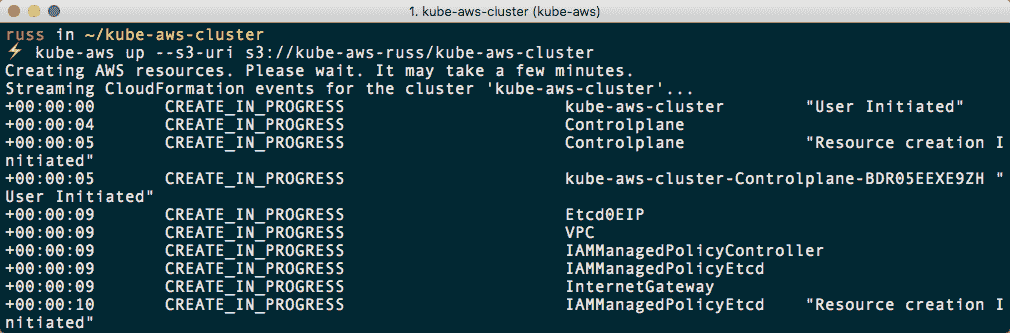 1. kube-aws-cluster (kube-aws)
russ in ~/kube-aws-cluster
⚡ kube-aws up --s3-uri s3://kube-aws-russ/kube-aws-cluster
Creating AWS resources. Please wait. It may take a few minutes.
Streaming CloudFormation events for the cluster 'kube-aws-cluster'...
+00:00:00 CREATE_IN_PROGRESS kube-aws-cluster "User Initiated"
+00:00:04 CREATE_IN_PROGRESS Controlplane
+00:00:05 CREATE_IN_PROGRESS Controlplane "Resource creation I
nitiated"
+00:00:05 CREATE_IN_PROGRESS kube-aws-cluster-Controlplane-BDR05EEXE9ZH "
User Initiated"
+00:00:09 CREATE_IN_PROGRESS Etcd0EIP
+00:00:09 CREATE_IN_PROGRESS VPC
+00:00:09 CREATE_IN_PROGRESS IAMManagedPolicyController
+00:00:09 CREATE_IN_PROGRESS IAMManagedPolicyEtcd
+00:00:09 CREATE_IN_PROGRESS InternetGateway
+00:00:10 CREATE_IN_PROGRESS IAMManagedPolicyEtcd "Resource creation I
nitiated"